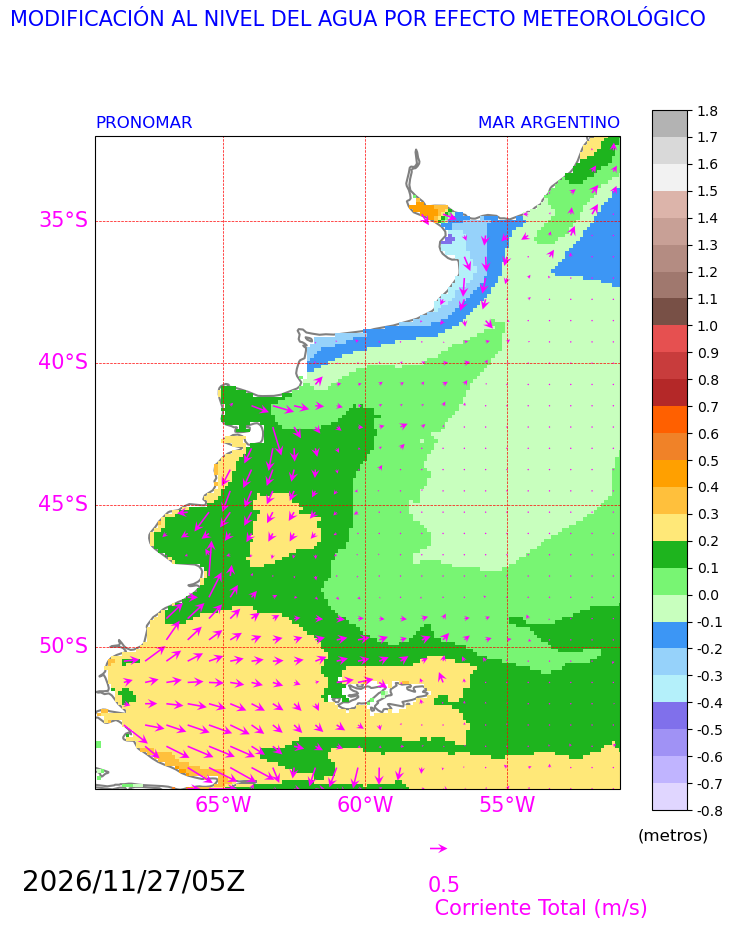 MODIFICACIÓN AL NIVEL DEL AGUA POR EFECTO METEOROLÓGICO
PRONOMAR
MAR ARGENTINO
35°S
40°S
45°S
50°S
65°W
60°W
55°W
1.8
1.7
1.6
1.5
1.4
1.3
1.2
1.1
1.0
0.9
0.8
0.7
0.6
0.5
0.4
0.3
0.2
0.1
0.0
-0.1
-0.2
-0.3
-0.4
-0.5
-0.6
-0.7
-0.8
(metros)
2026/11/27/05Z
0.5
Corriente Total (m/s)